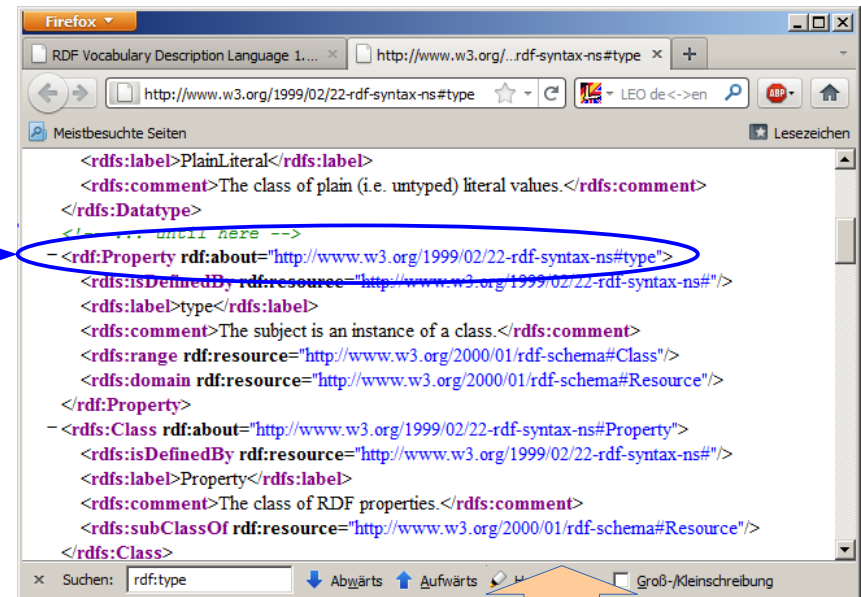 Firefox
RDF Vocabulary Description Language 1.... × http://www.w3.org/...rdf-syntax-ns#type × +
http://www.w3.org/1999/02/22-rdf-syntax-ns#type LEO de<->en ABP
Meistbesuchte Seiten Lesezeichen
<rdfs:label>PlainLiteral</rdfs:label>
<rdfs:comment>The class of plain (i.e. untyped) literal values.</rdfs:comment>
</rdfs:Datatype>
<!-- ... until here -->
−<rdf:Property rdf:about="http://www.w3.org/1999/02/22-rdf-syntax-ns#type">
<rdfs:isDefinedBy rdf:resource="http://www.w3.org/1999/02/22-rdf-syntax-ns#"/>
<rdfs:label>type</rdfs:label>
<rdfs:comment>The subject is an instance of a class.</rdfs:comment>
<rdfs:range rdf:resource="http://www.w3.org/2000/01/rdf-schema#Class"/>
<rdfs:domain rdf:resource="http://www.w3.org/2000/01/rdf-schema#Resource"/>
</rdf:Property>
−<rdfs:Class rdf:about="http://www.w3.org/1999/02/22-rdf-syntax-ns#Property">
<rdfs:isDefinedBy rdf:resource="http://www.w3.org/1999/02/22-rdf-syntax-ns#"/>
<rdfs:label>Property</rdfs:label>
<rdfs:comment>The class of RDF properties.</rdfs:comment>
<rdfs:subClassOf rdf:resource="http://www.w3.org/2000/01/rdf-schema#Resource"/>
</rdfs:Class>
× Suchen: rdf:type Abwärts Aufwärts Groß-/Kleinschreibung